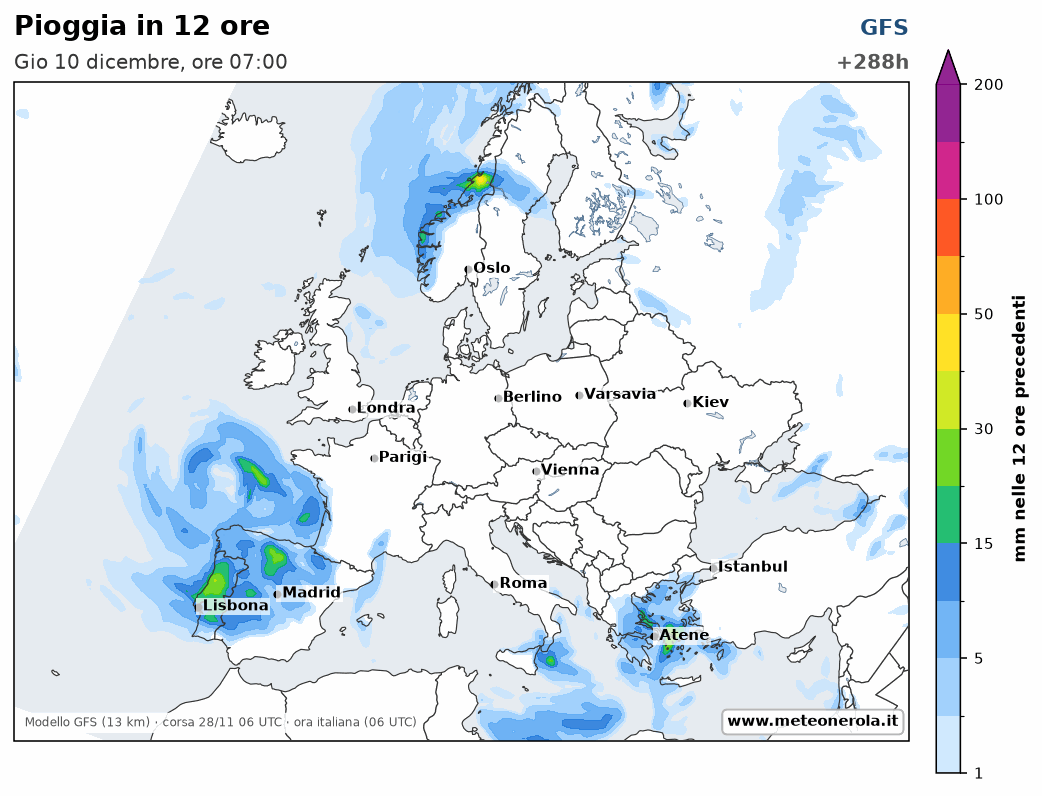 Pioggia in 12 ore
GFS
Gio 10 dicembre, ore 07:00
+288h
200
100
50
30
15
5
1
mm nelle 12 ore precedenti
Oslo
Berlino
Varsavia
Kiev
Londra
Parigi
Vienna
Istanbul
Roma
Madrid
Lisbona
Atene
Modello GFS (13 km) · corsa 28/11 06 UTC · ora italiana (06 UTC)
www.meteonerola.it